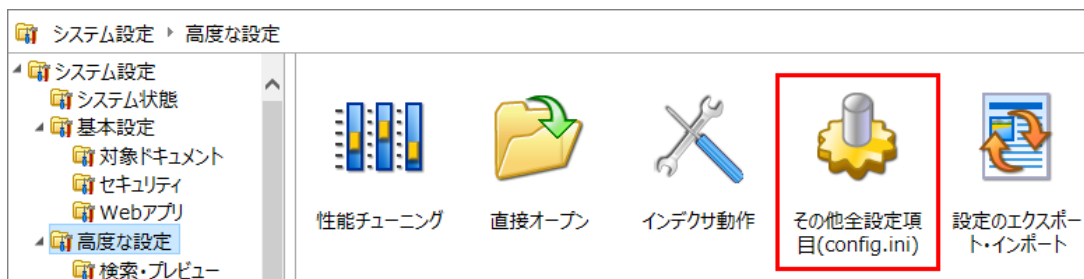 システム設定 ▸ 高度な設定
システム設定
システム状態
基本設定
対象ドキュメント
セキュリティ
Webアプリ
高度な設定
検索・プレビュー
性能チューニング
直接オープン
インデクサ動作
その他全設定項
目(config.ini)
設定のエクスポー
ト・インポート